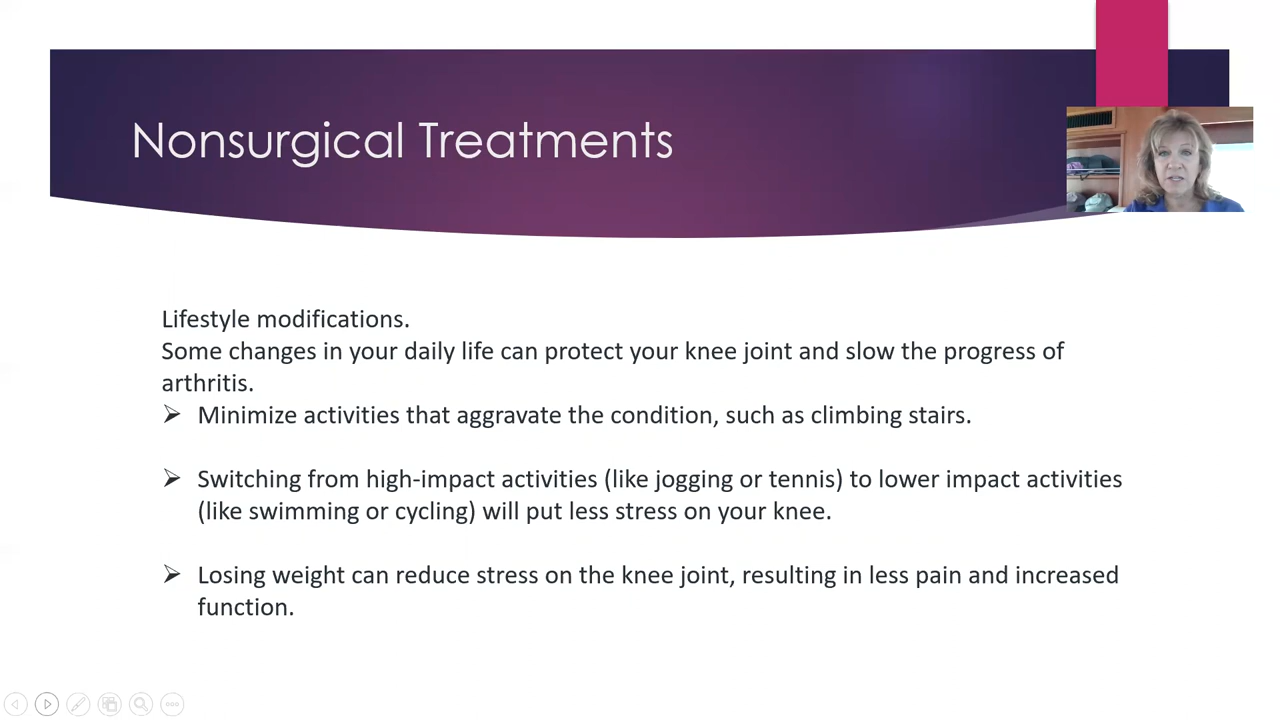 Nonsurgical Treatments
Lifestyle modifications.
Some changes in your daily life can protect your knee joint and slow the progress of
arthritis.
Minimize activities that aggravate the condition, such as climbing stairs.
Switching from high-impact activities (like jogging or tennis) to lower impact activities
(like swimming or cycling) will put less stress on your knee.
Losing weight can reduce stress on the knee joint, resulting in less pain and increased
function.